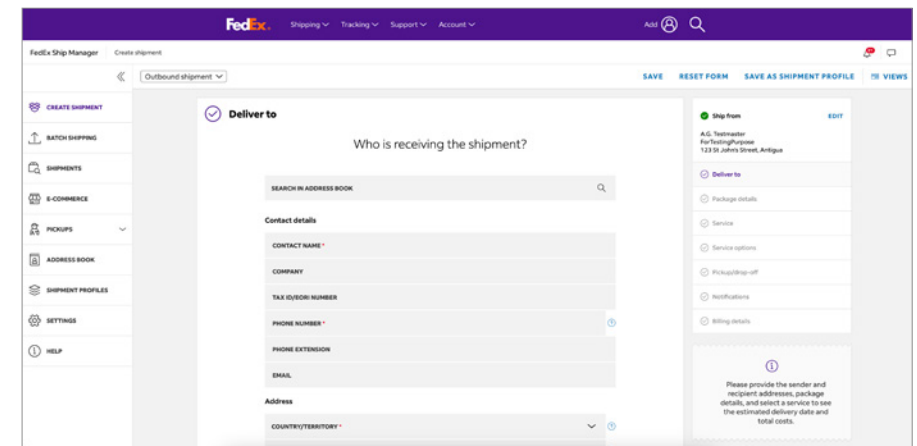 FedEx. Shipping Tracking Support Account Add
FedEx Ship Manager Create shipment
Outbound shipment SAVE RESET FORM SAVE AS SHIPMENT PROFILE VIEWS
CREATE SHIPMENT
BATCH SHIPPING
SHIPMENTS
E-COMMERCE
PICKUPS
ADDRESS BOOK
SHIPMENT PROFILES
SETTINGS
HELP
Deliver to
Who is receiving the shipment?
SEARCH IN ADDRESS BOOK
Contact details
CONTACT NAME *
COMPANY
TAX ID/EORI NUMBER
PHONE NUMBER *
PHONE EXTENSION
EMAIL
Address
COUNTRY/TERRITORY *
Ship from EDIT
A.G. Testmaster
ForTestingPurpose
123 St John's Street, Antigua
Deliver to
Package details
Service
Service options
Pickup/drop-off
Notifications
Billing details
Please provide the sender and
recipient addresses, package
details, and select a service to see
the estimated delivery date and
total costs.